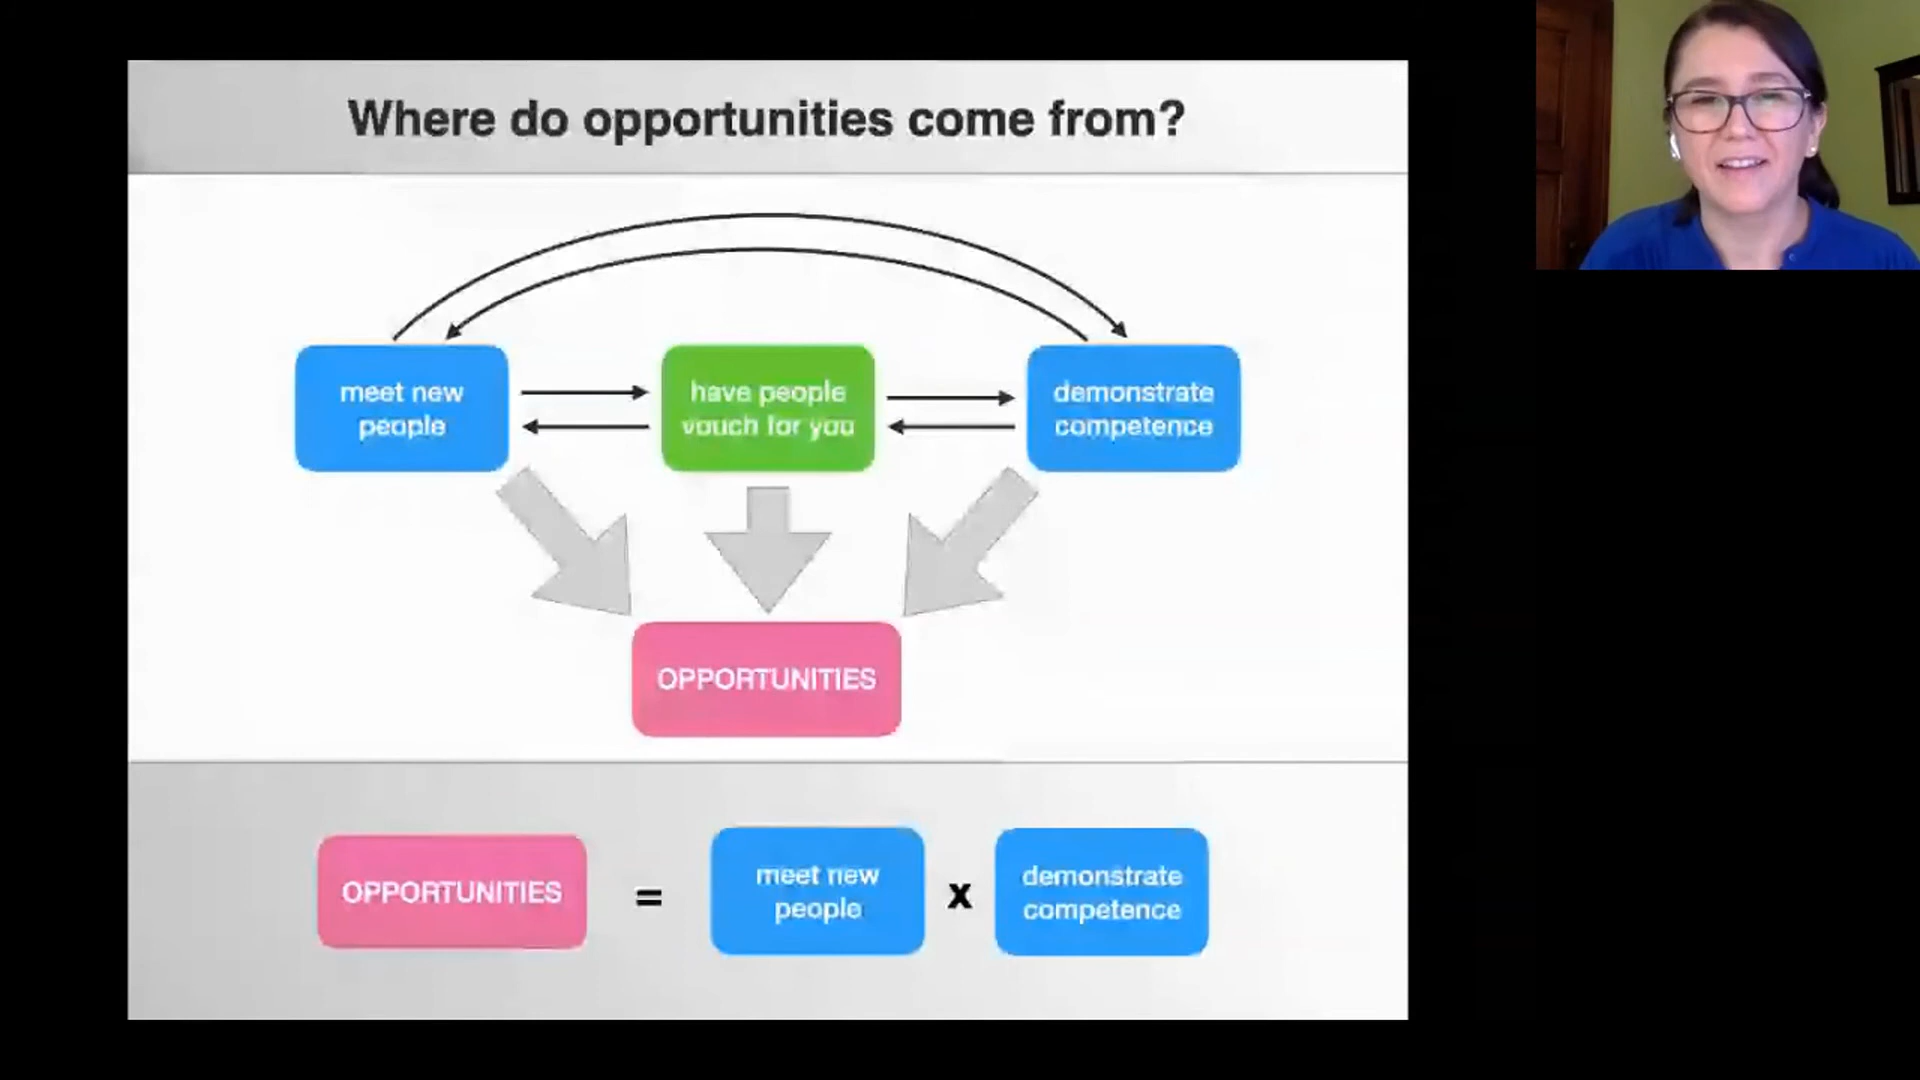 Where do opportunities come from?
meet new
people
have people
vouch for you
demonstrate
competence
OPPORTUNITIES
OPPORTUNITIES
=
meet new
people
x
demonstrate
competence